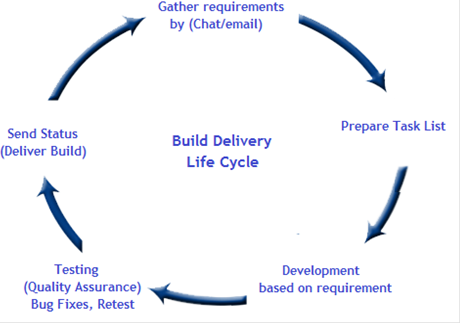 Gather requirements
by (Chat/email)
Prepare Task List
Development
based on requirement
Testing
(Quality Assurance)
Bug Fixes, Retest
Send Status
(Deliver Build)
Build Delivery
Life Cycle